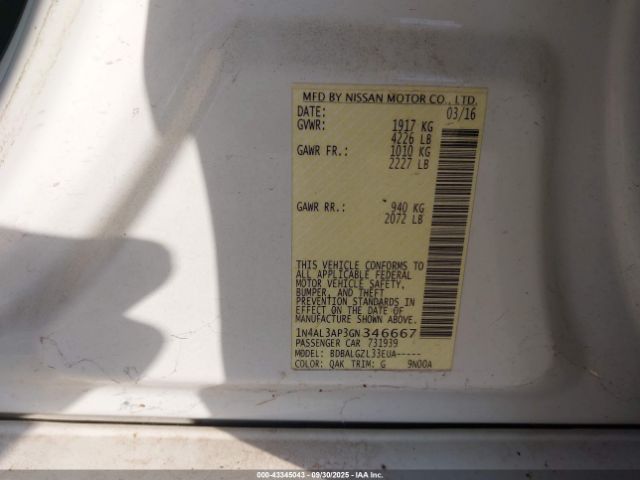 MFD BY NISSAN MOTOR CO., LTD.
DATE: 03/16
GVWR: 1917 KG
4226 LB
GAWR FR.: 1010 KG
2227 LB
GAWR RR.: 940 KG
2072 LB
THIS VEHICLE CONFORMS TO
ALL APPLICABLE FEDERAL
MOTOR VEHICLE SAFETY,
BUMPER, AND THEFT
PREVENTION STANDARDS IN
EFFECT ON THE DATE OF
MANUFACTURE SHOWN ABOVE.
1N4AL3AP3GN346667
PASSENGER CAR 731939
MODEL: BDBALGZL33EUA-----
COLOR: QAK TRIM: G 9N00A
000-43345043 - 09/30/2025 - IAA Inc.